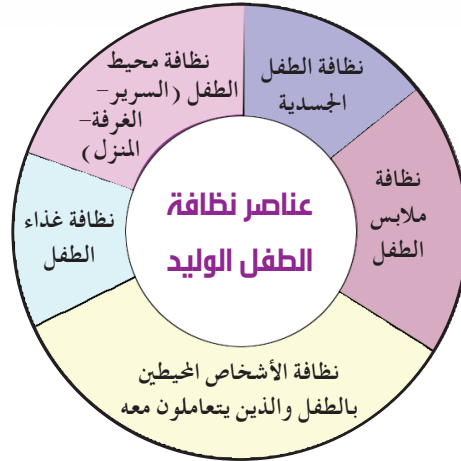 عناصر نظافة
الطفل الوليد
نظافة الطفل
الجسدية
نظافة
ملابس
الطفل
نظافة الأشخاص المحيطين
بالطفل والذين يتعاملون معه
نظافة غذاء
الطفل
نظافة محيط
الطفل (السرير-
الغرفة-
المنزل)